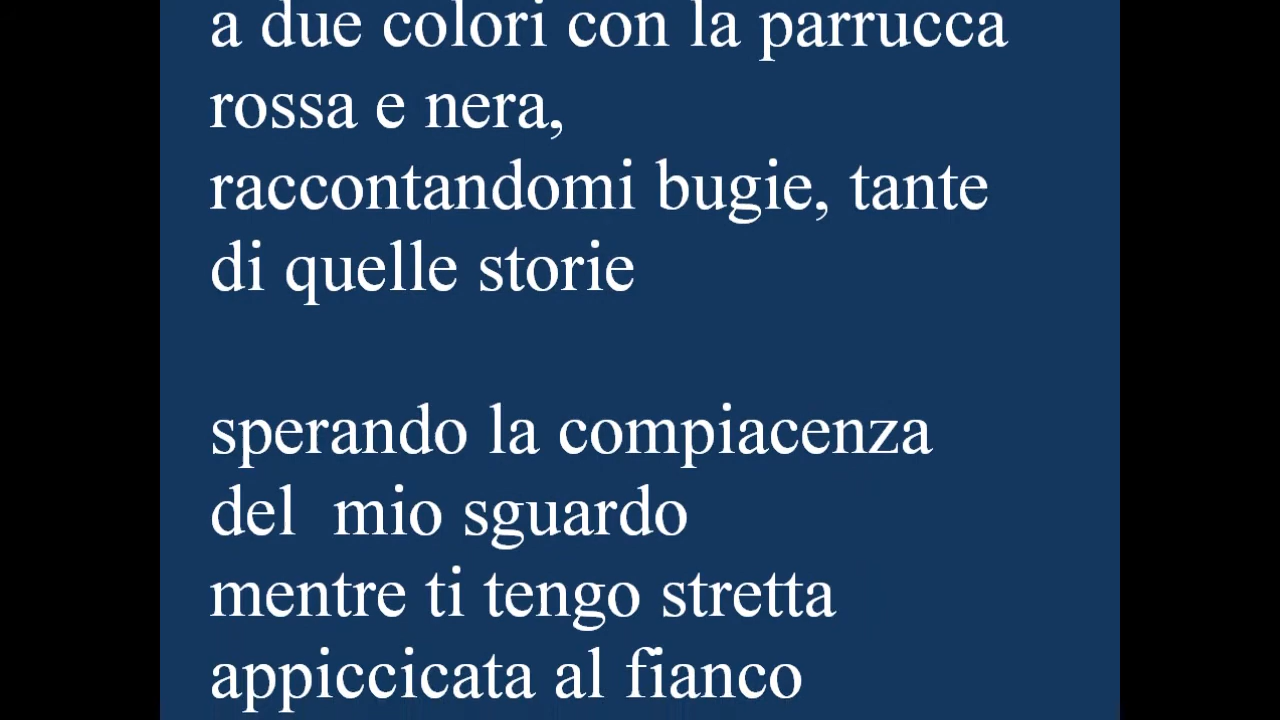 a due colori con la parrucca
rossa e nera,
raccontandomi bugie, tante
di quelle storie
sperando la compiacenza
del  mio sguardo
mentre ti tengo stretta
appiccicata al fianco